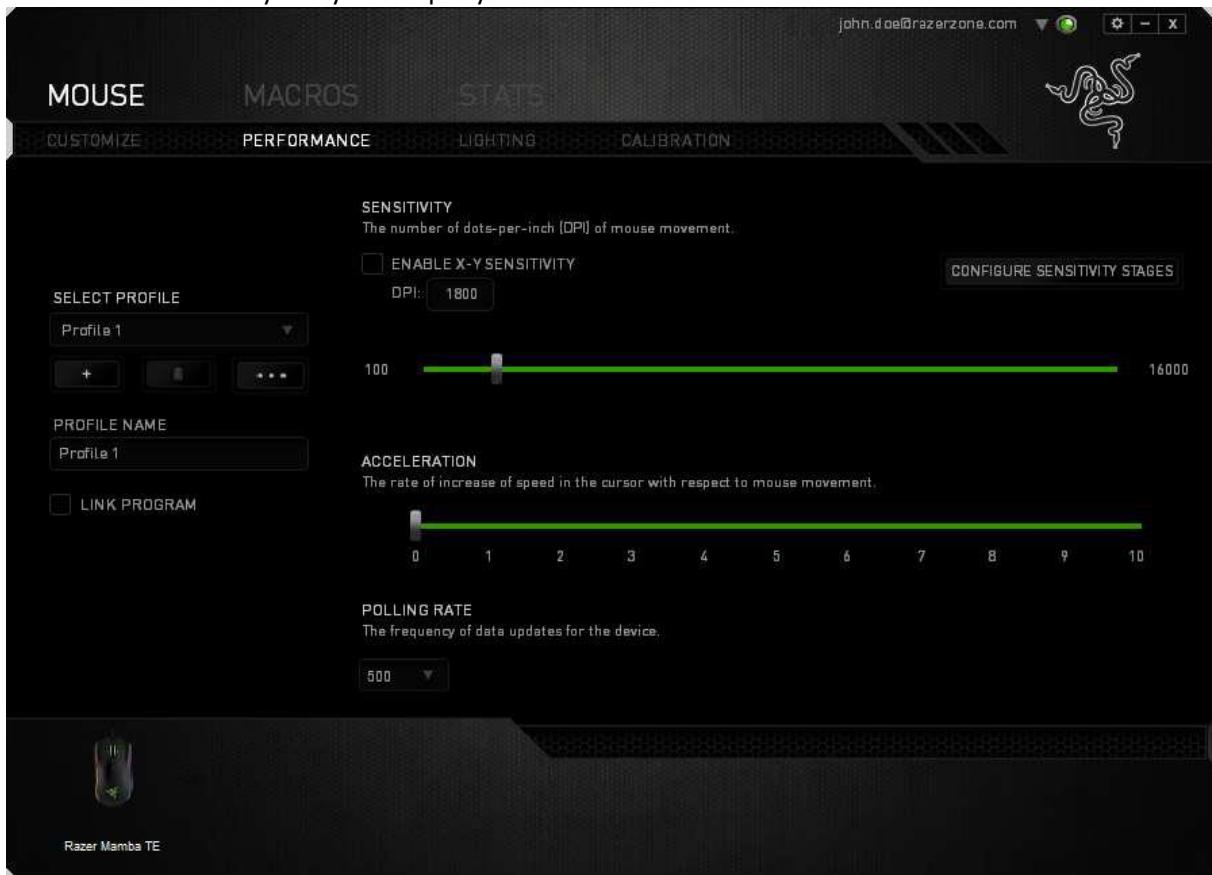 john.doe@razerzone.com
MOUSE MACROS STATS
CUSTOMIZE PERFORMANCE LIGHTING CALIBRATION
SELECT PROFILE
Profile 1
PROFILE NAME
Profile 1
LINK PROGRAM
SENSITIVITY
The number of dots-per-inch (DPI) of mouse movement.
ENABLE X-Y SENSITIVITY
DPI: 1800
CONFIGURE SENSITIVITY STAGES
100 16000
ACCELERATION
The rate of increase of speed in the cursor with respect to mouse movement.
0 1 2 3 4 5 6 7 8 9 10
POLLING RATE
The frequency of data updates for the device.
500
Razer Mamba TE